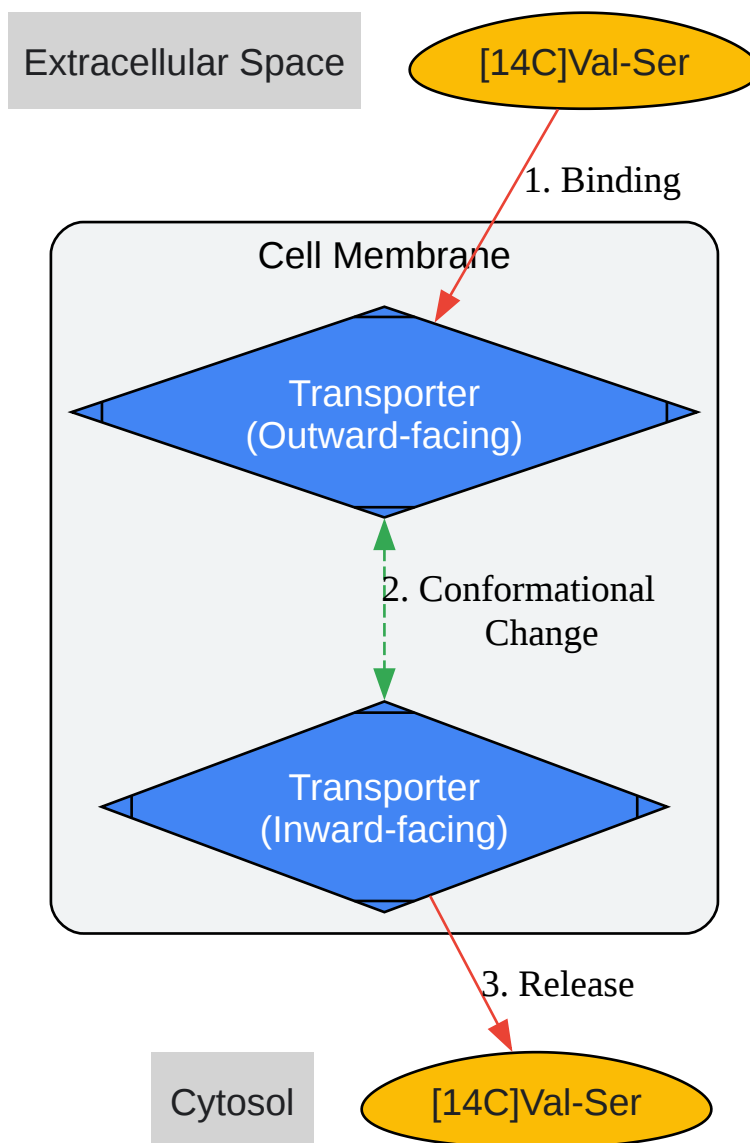 Extracellular Space
[14C]Val-Ser
1. Binding
Cell Membrane
Transporter
(Outward-facing)
2. Conformational
Change
Transporter
(Inward-facing)
3. Release
Cytosol
[14C]Val-Ser